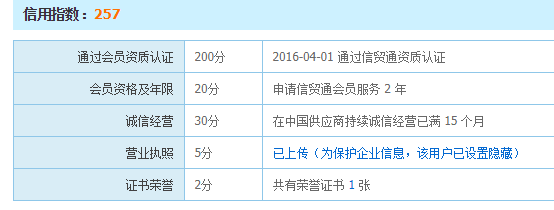 信用指数：257
通过会员资质认证 200分 2016-04-01 通过信贸通资质认证
会员资格及年限 20分 申请信贸通会员服务 2 年
诚信经营 30分 在中国供应商持续诚信经营已满 15 个月
营业执照 5分 已上传（为保护企业信息，该用户已设置隐藏）
证书荣誉 2分 共有荣誉证书 1 张